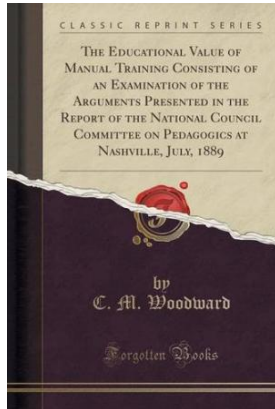 CLASSIC REPRINT SERIES
THE EDUCATIONAL VALUE OF
MANUAL TRAINING CONSISTING OF
AN EXAMINATION OF THE
ARGUMENTS PRESENTED IN THE
REPORT OF THE NATIONAL COUNCIL
COMMITTEE ON PEDAGOGICS AT
NASHVILLE, JULY, 1889
by
C. M. Woodward
Forgotten Books